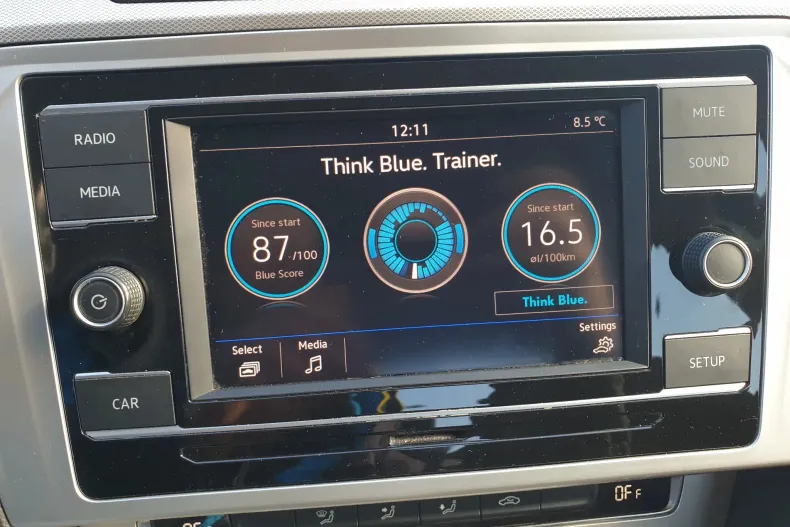 12:11
8.5 °C
Think Blue. Trainer.
RADIO
MEDIA
MUTE
SOUND
Since start
87 -/100
Blue Score
Since start
16.5
øl/100km
Think Blue.
Select
Media
Settings
CAR
SETUP
OFF